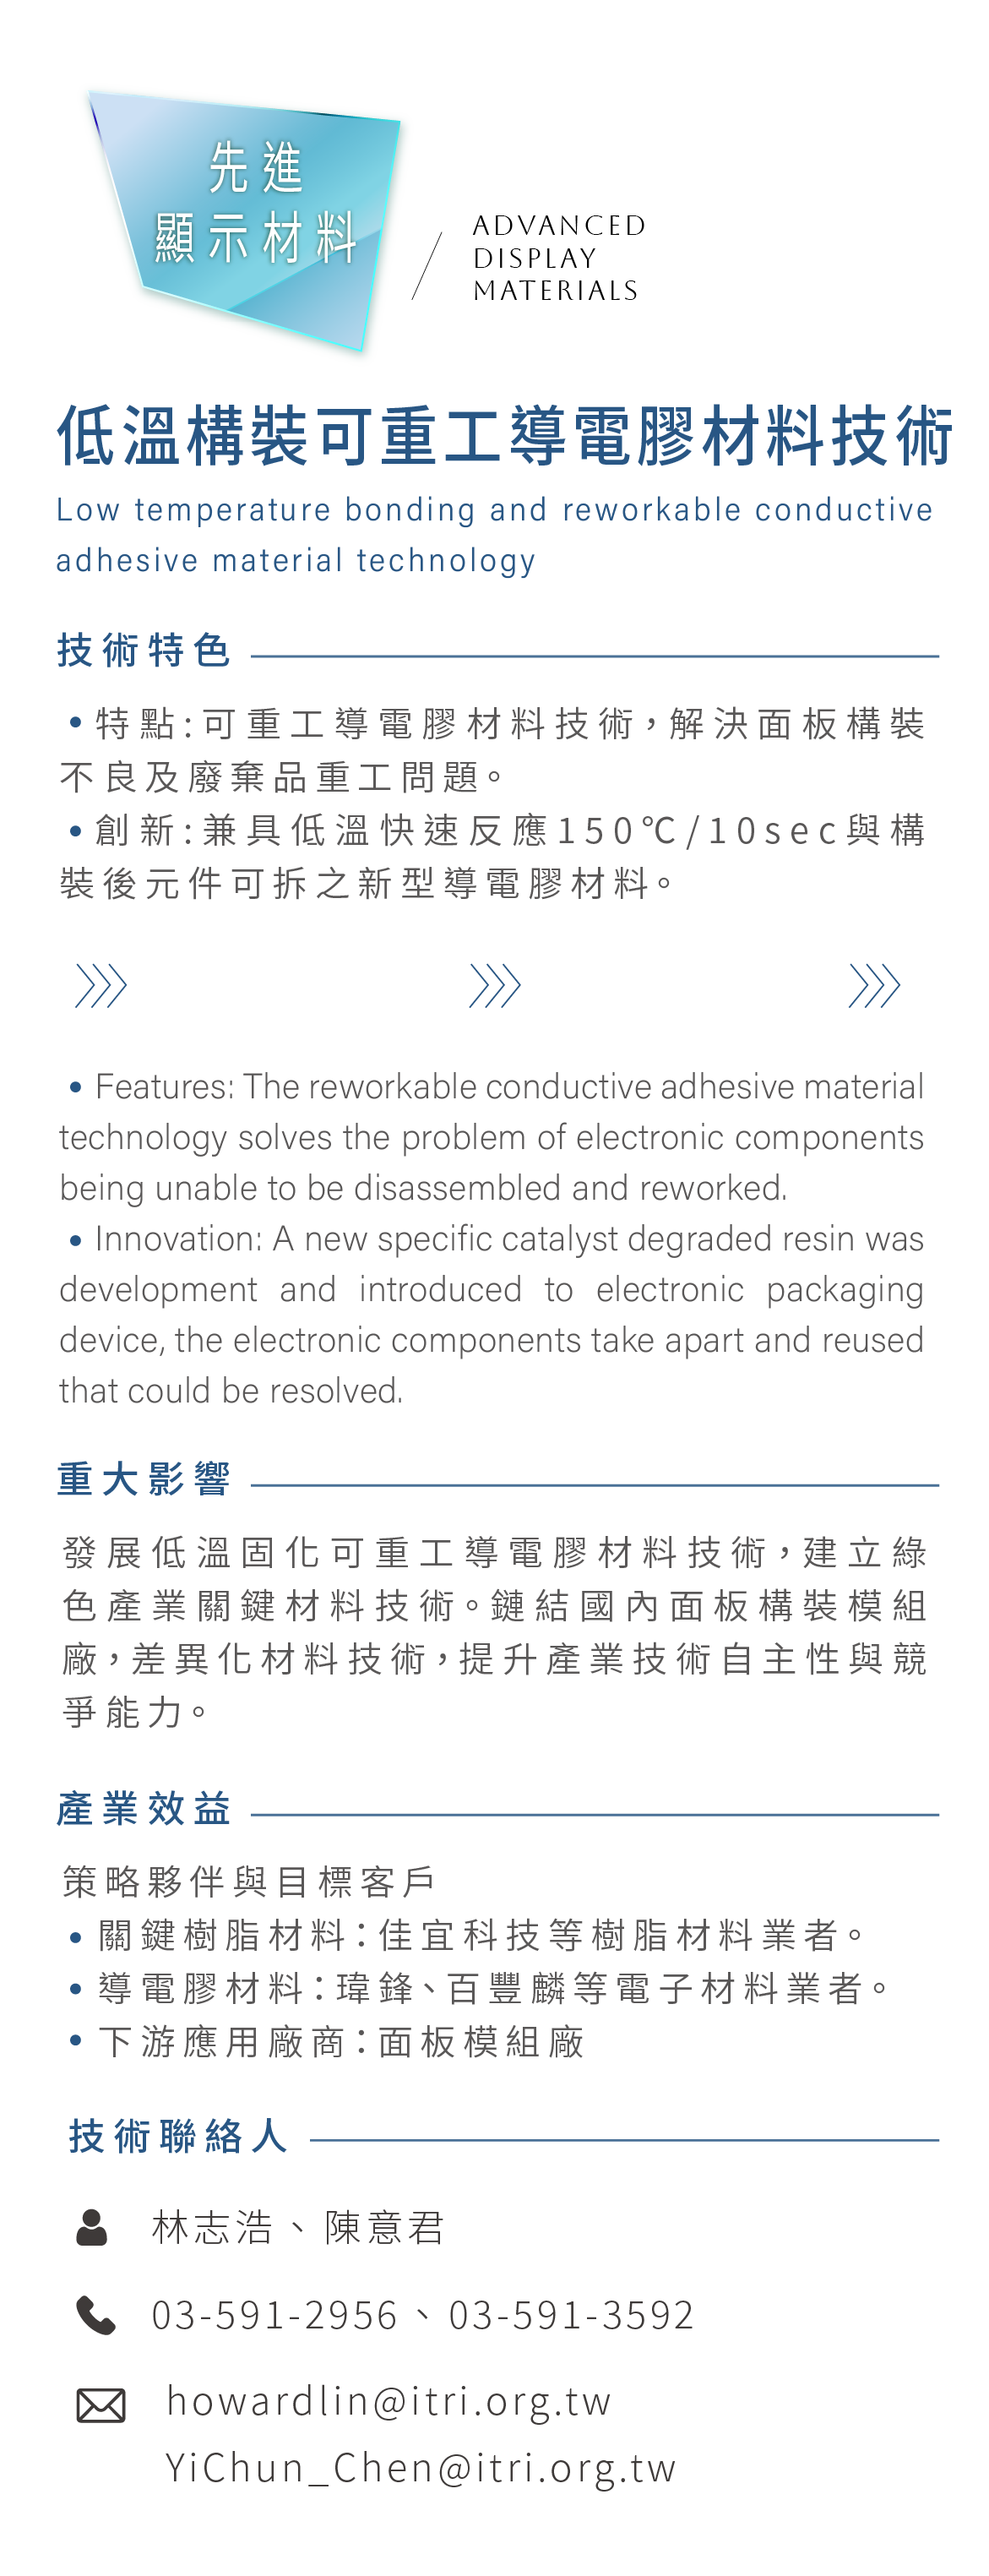 先進
顯示材料
ADVANCED
DISPLAY
MATERIALS
低溫構裝可重工導電膠材料技術
Low temperature bonding and reworkable conductive
adhesive material technology
技術特色
•特點:可重工導電膠材料技術，解決面板構裝
不良及廢棄品重工問題。
•創新:兼具低溫快速反應150℃/10sec與構
裝後元件可拆之新型導電膠材料。
• Features: The reworkable conductive adhesive material
technology solves the problem of electronic components
being unable to be disassembled and reworked.
• Innovation: A new specific catalyst degraded resin was
development and introduced to electronic packaging
device, the electronic components take apart and reused
that could be resolved.
重大影響
發展低溫固化可重工導電膠材料技術，建立綠
色產業關鍵材料技術。鏈結國內面板構裝模組
廠，差異化材料技術，提升產業技術自主性與競
爭能力。
產業效益
策略夥伴與目標客戶
• 關鍵樹脂材料：佳宜科技等樹脂材料業者。
• 導電膠材料：瑋鋒、百豐麟等電子材料業者。
• 下游應用廠商：面板模組廠
技術聯絡人
林志浩、陳意君
03-591-2956、03-591-3592
howardlin@itri.org.tw
YiChun_Chen@itri.org.tw